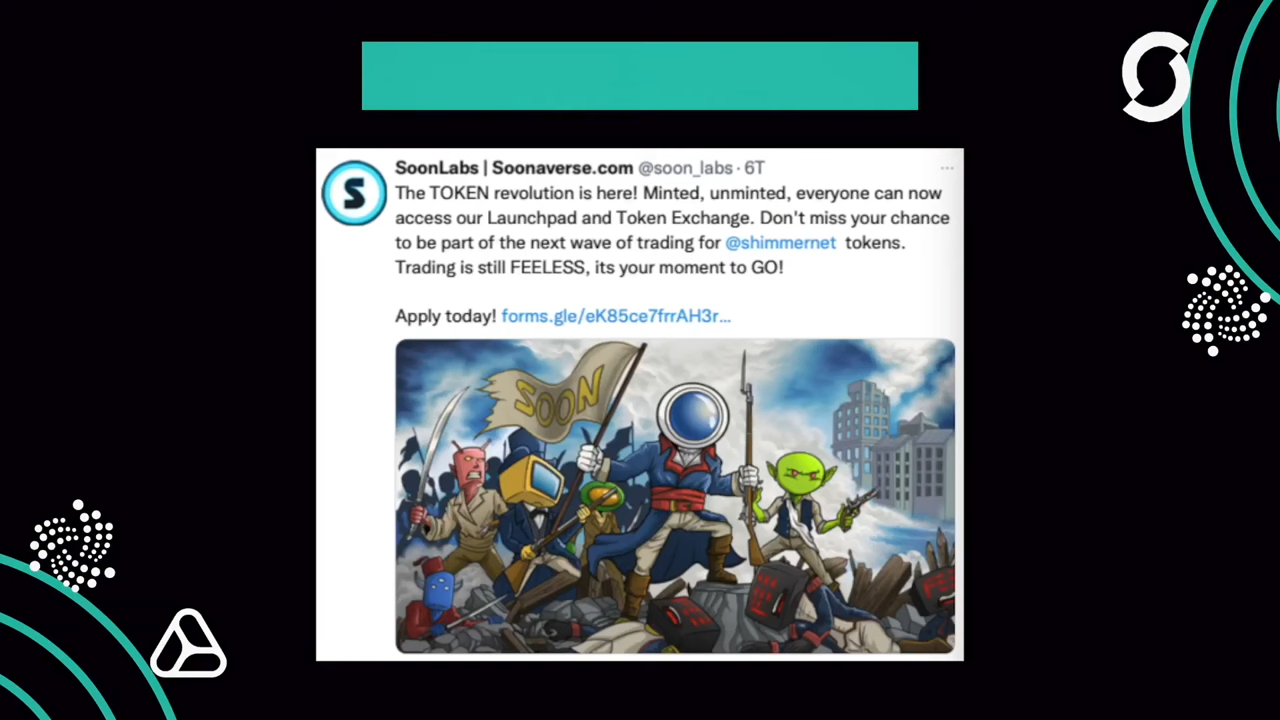 SoonLabs | Soonaverse.com @soon_labs · 6T
The TOKEN revolution is here! Minted, unminted, everyone can now
access our Launchpad and Token Exchange. Don't miss your chance
to be part of the next wave of trading for @shimmernet tokens.
Trading is still FEELESS, its your moment to GO!
Apply today! forms.gle/eK85ce7frrAH3r...
SOON